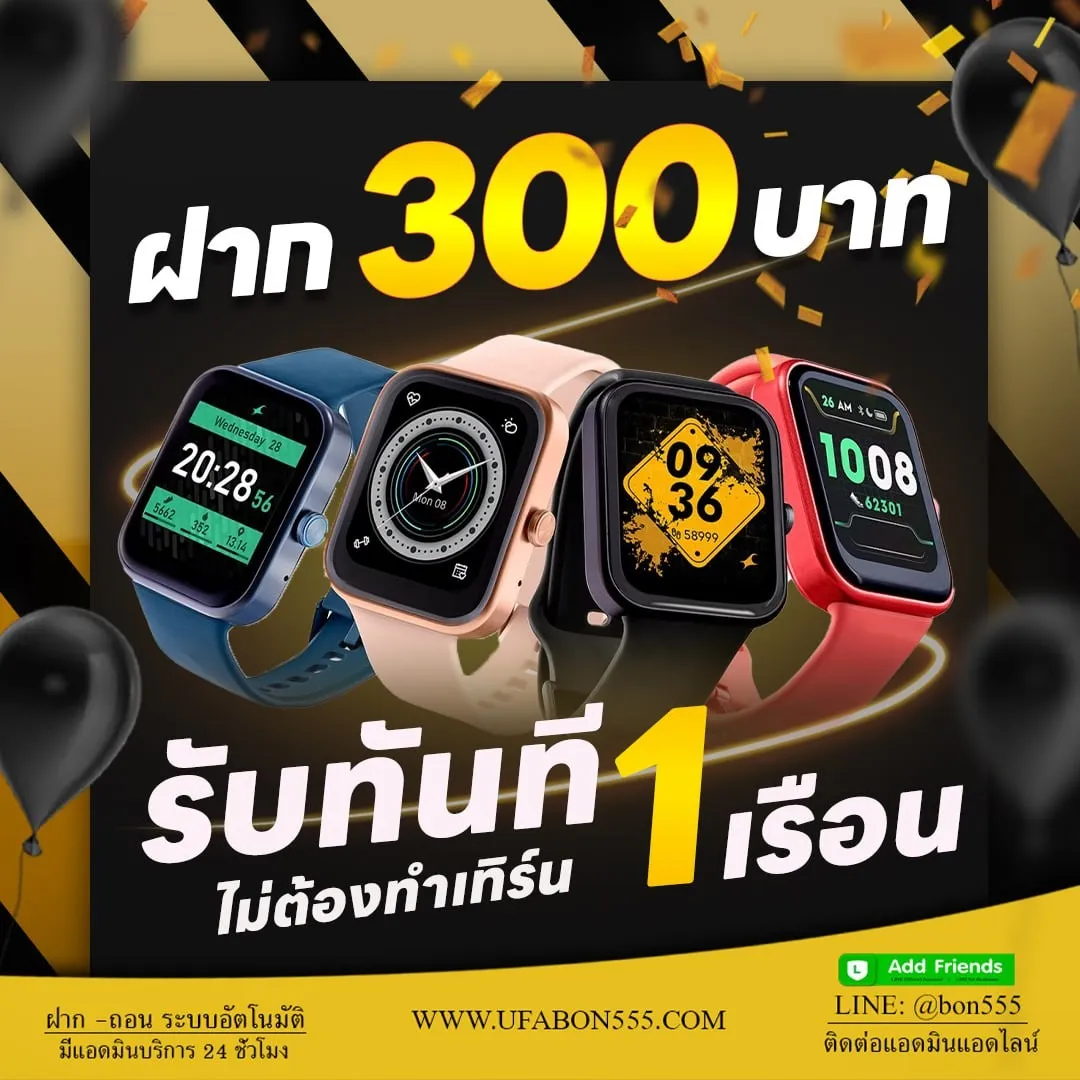 ฝาก 300 บาท
Wednesday 28
20:28 56
5662 352 13.14
Mon 08
09
36
58999
26 AM
1008
62301
รับทันที 1 เรือน
ไม่ต้องทำเทิร์น
Add Friends
ฝาก -ถอน ระบบอัตโนมัติ
มีแอดมินบริการ 24 ชั่วโมง
WWW.UFABON555.COM
LINE: @bon555
ติดต่อแอดมินแอดไลน์